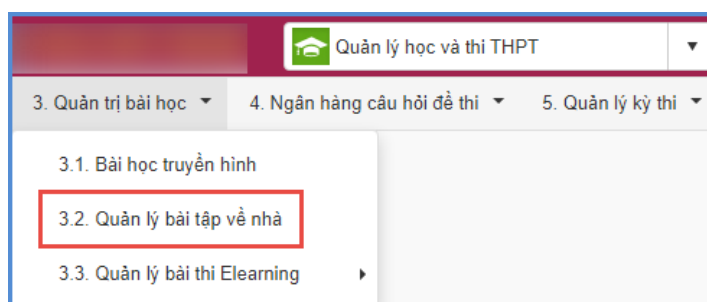 Quản lý học và thi THPT
3. Quản trị bài học 4. Ngân hàng câu hỏi đề thi 5. Quản lý kỳ thi
3.1. Bài học truyền hình
3.2. Quản lý bài tập về nhà
3.3. Quản lý bài thi Elearning